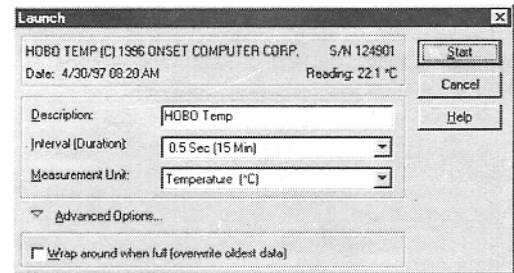 Launch
HOBO TEMP (C) 1996 ONSET COMPUTER CORP. S/N 124901
Date: 4/30/97 08:20 AM Reading: 22.1 °C
Start
Cancel
Help
Description: HOBO Temp
Interval (Duration): 0.5 Sec (15 Min)
Measurement Unit: Temperature (°C)
Advanced Options...
Wrap around when full (overwrite oldest data)